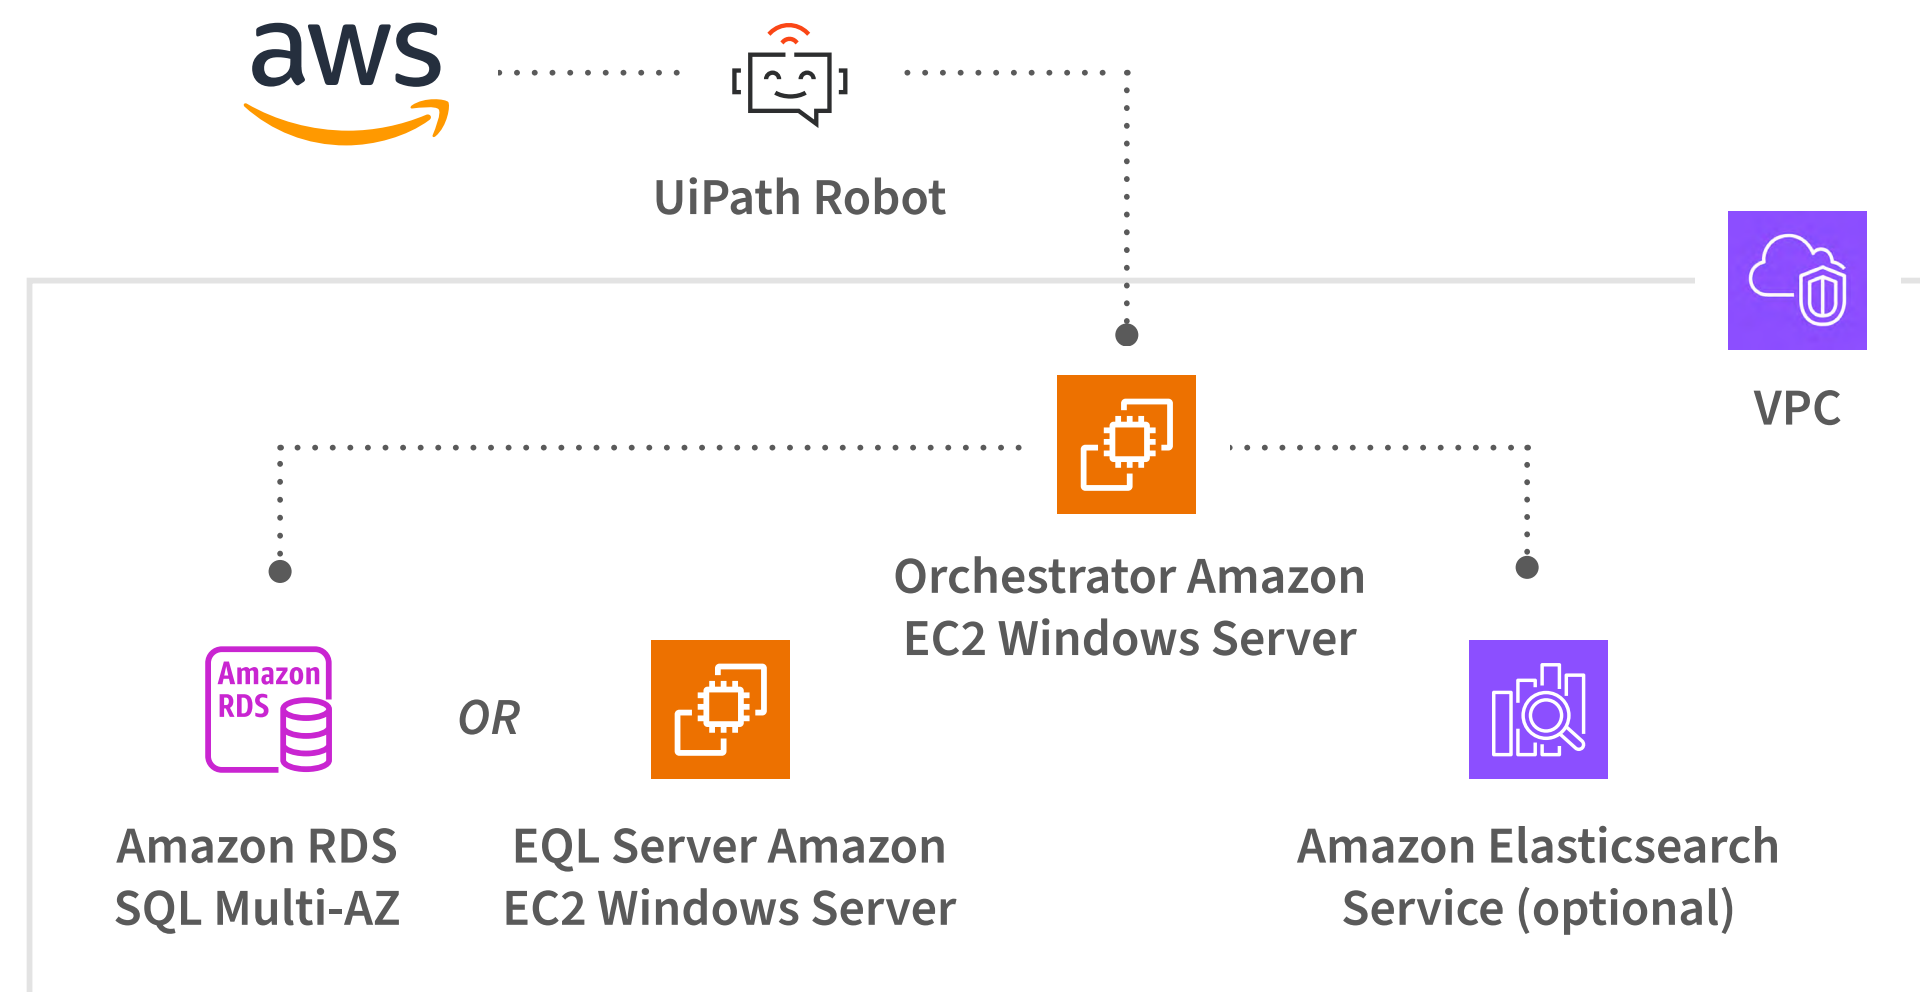 aws
UiPath Robot
VPC
Orchestrator Amazon
EC2 Windows Server
Amazon
RDS
OR
Amazon RDS
SQL Multi-AZ
EQL Server Amazon
EC2 Windows Server
Amazon Elasticsearch
Service (optional)